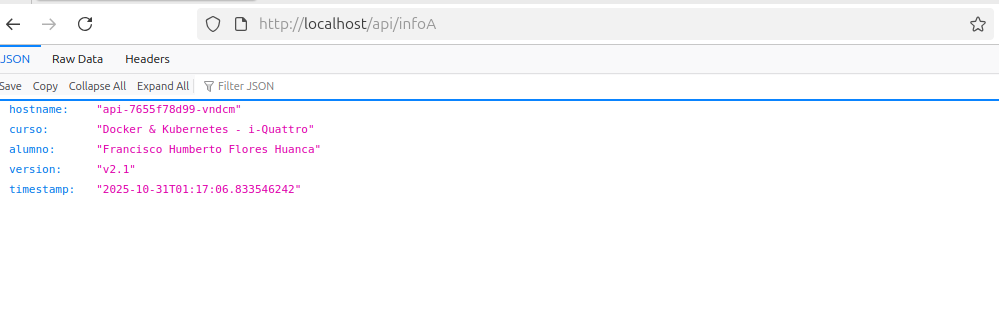 http://localhost/api/infoA
JSON Raw Data Headers
Save Copy Collapse All Expand All Filter JSON
hostname: "api-7655f78d99-vndcm"
curso: "Docker & Kubernetes - i-Quattro"
alumno: "Francisco Humberto Flores Huanca"
version: "v2.1"
timestamp: "2025-10-31T01:17:06.833546242"